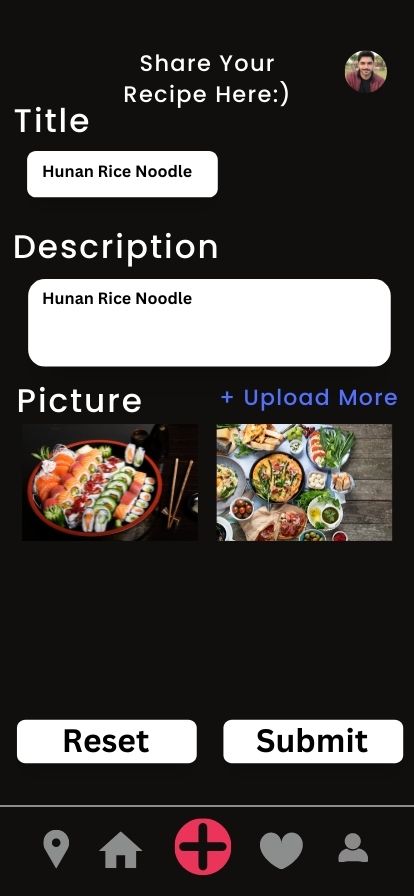 Share Your
Recipe Here:)
Title
Hunan Rice Noodle
Description
Hunan Rice Noodle
Picture
+ Upload More
Reset
Submit